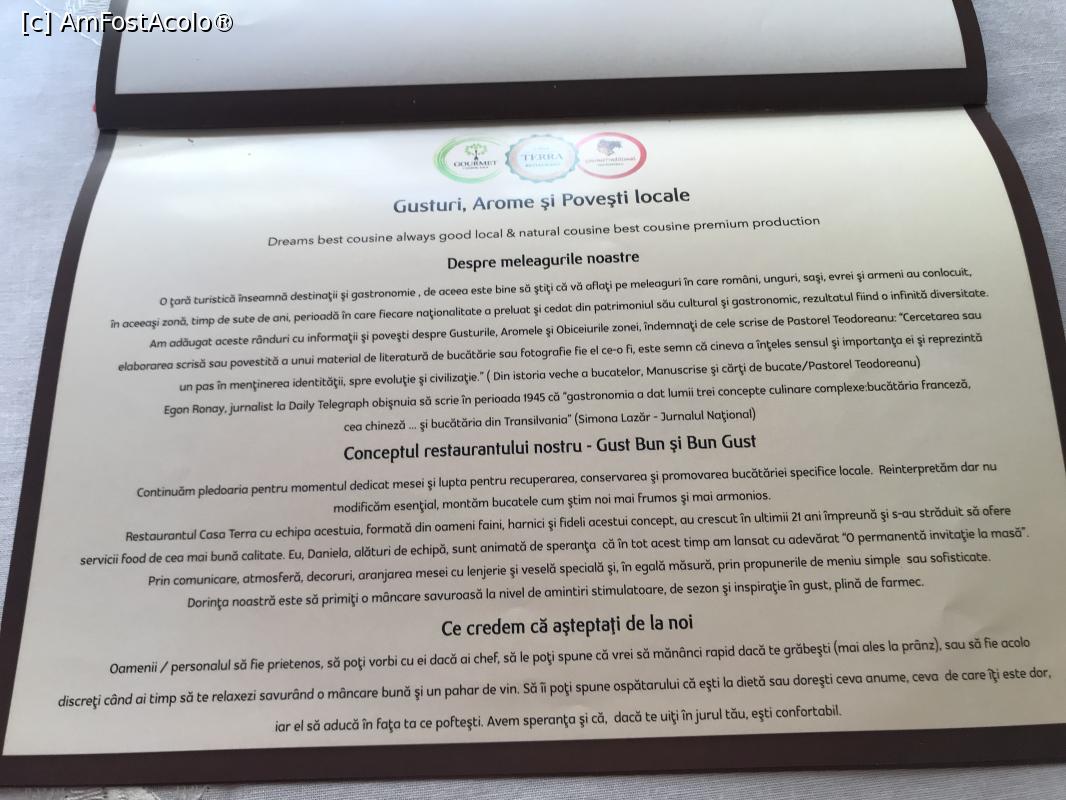 [c] AmFostAcolo®
GOURMET
TERRA
RESTAURANT
Gusturi, Arome şi Poveşti locale
Dreams best cousine always good local & natural cousine best cousine premium production
Despre meleagurile noastre
O ţară turistică înseamnă destinaţii şi gastronomie , de aceea este bine să ştiţi că vă aflaţi pe meleaguri în care români, unguri, saşi, evrei şi armeni au conlocuit,
în aceeaşi zonă, timp de sute de ani, perioadă în care fiecare naţionalitate a preluat şi cedat din patrimoniul său cultural şi gastronomic, rezultatul fiind o infinită diversitate.
Am adăugat aceste rânduri cu informaţii şi poveşti despre Gusturile, Aromele şi Obiceiurile zonei, îndemnaţi de cele scrise de Pastorel Teodoreanu: "Cercetarea sau
elaborarea scrisă sau povestită a unui material de literatură de bucătărie sau fotografie fie el ce-o fi, este semn că cineva a înţeles sensul şi importanţa ei şi reprezintă
un pas în menţinerea identităţii, spre evoluţie şi civilizaţie." ( Din istoria veche a bucatelor, Manuscrise şi cărţi de bucate/Pastorel Teodoreanu)
Egon Ronay, jurnalist la Daily Telegraph obişnuia să scrie în perioada 1945 că "gastronomia a dat lumii trei concepte culinare complexe:bucătăria franceză,
cea chineză ... şi bucătăria din Transilvania" (Simona Lazăr - Jurnalul Naţional)
Conceptul restaurantului nostru - Gust Bun şi Bun Gust
Continuăm pledoaria pentru momentul dedicat mesei şi lupta pentru recuperarea, conservarea şi promovarea bucătăriei specifice locale. Reinterpretăm dar nu
modificăm esenţial, montăm bucatele cum ştim noi mai frumos şi mai armonios.
Restaurantul Casa Terra cu echipa acestuia, formată din oameni faini, harnici şi fideli acestui concept, au crescut în ultimii 21 ani împreună şi s-au străduit să ofere
servicii food de cea mai bună calitate. Eu, Daniela, alături de echipă, sunt animată de speranţa că în tot acest timp am lansat cu adevărat "O permanentă invitaţie la masă".
Prin comunicare, atmosferă, decoruri, aranjarea mesei cu lenjerie şi veselă specială şi, în egală măsură, prin propunerile de meniu simple sau sofisticate.
Dorinţa noastră este să primiţi o mâncare savuroasă la nivel de amintiri stimulatoare, de sezon şi inspiraţie în gust, plină de farmec.
Ce credem că aşteptaţi de la noi
Oamenii / personalul să fie prietenos, să poţi vorbi cu ei dacă ai chef, să le poţi spune că vrei să mănânci rapid dacă te grăbeşti (mai ales la prânz), sau să fie acolo
discreţi când ai timp să te relaxezi savurând o mâncare bună şi un pahar de vin. Să îi poţi spune ospătarului că eşti la dietă sau doreşti ceva anume, ceva de care îţi este dor,
iar el să aducă în faţa ta ce pofteşti. Avem speranţa şi că, dacă te uiţi în jurul tău, eşti confortabil.